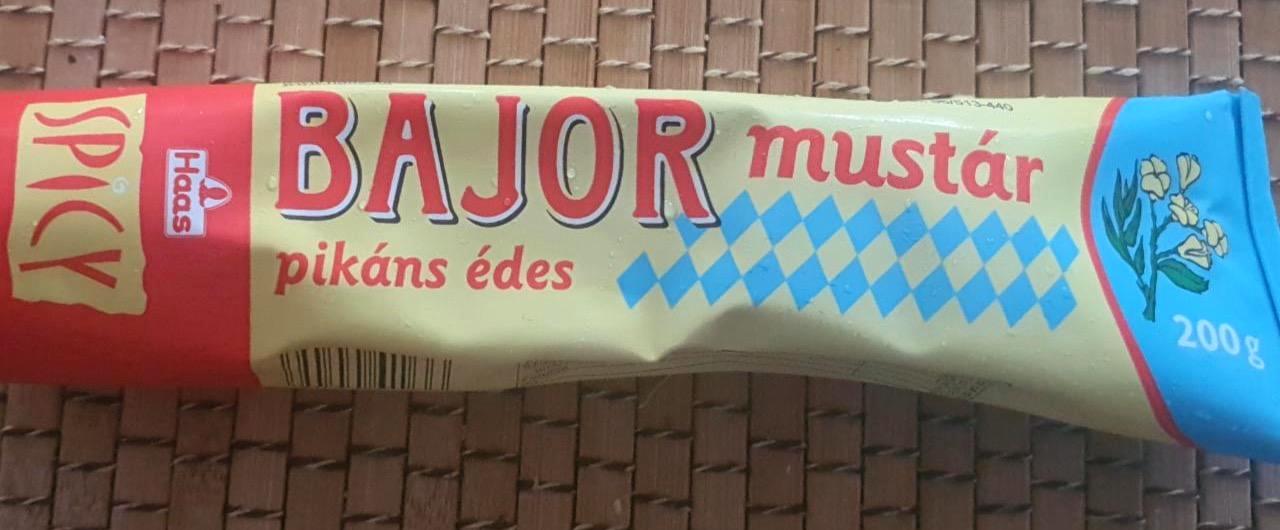 SPiCY
Haas
BAJOR mustár
pikáns édes
200g